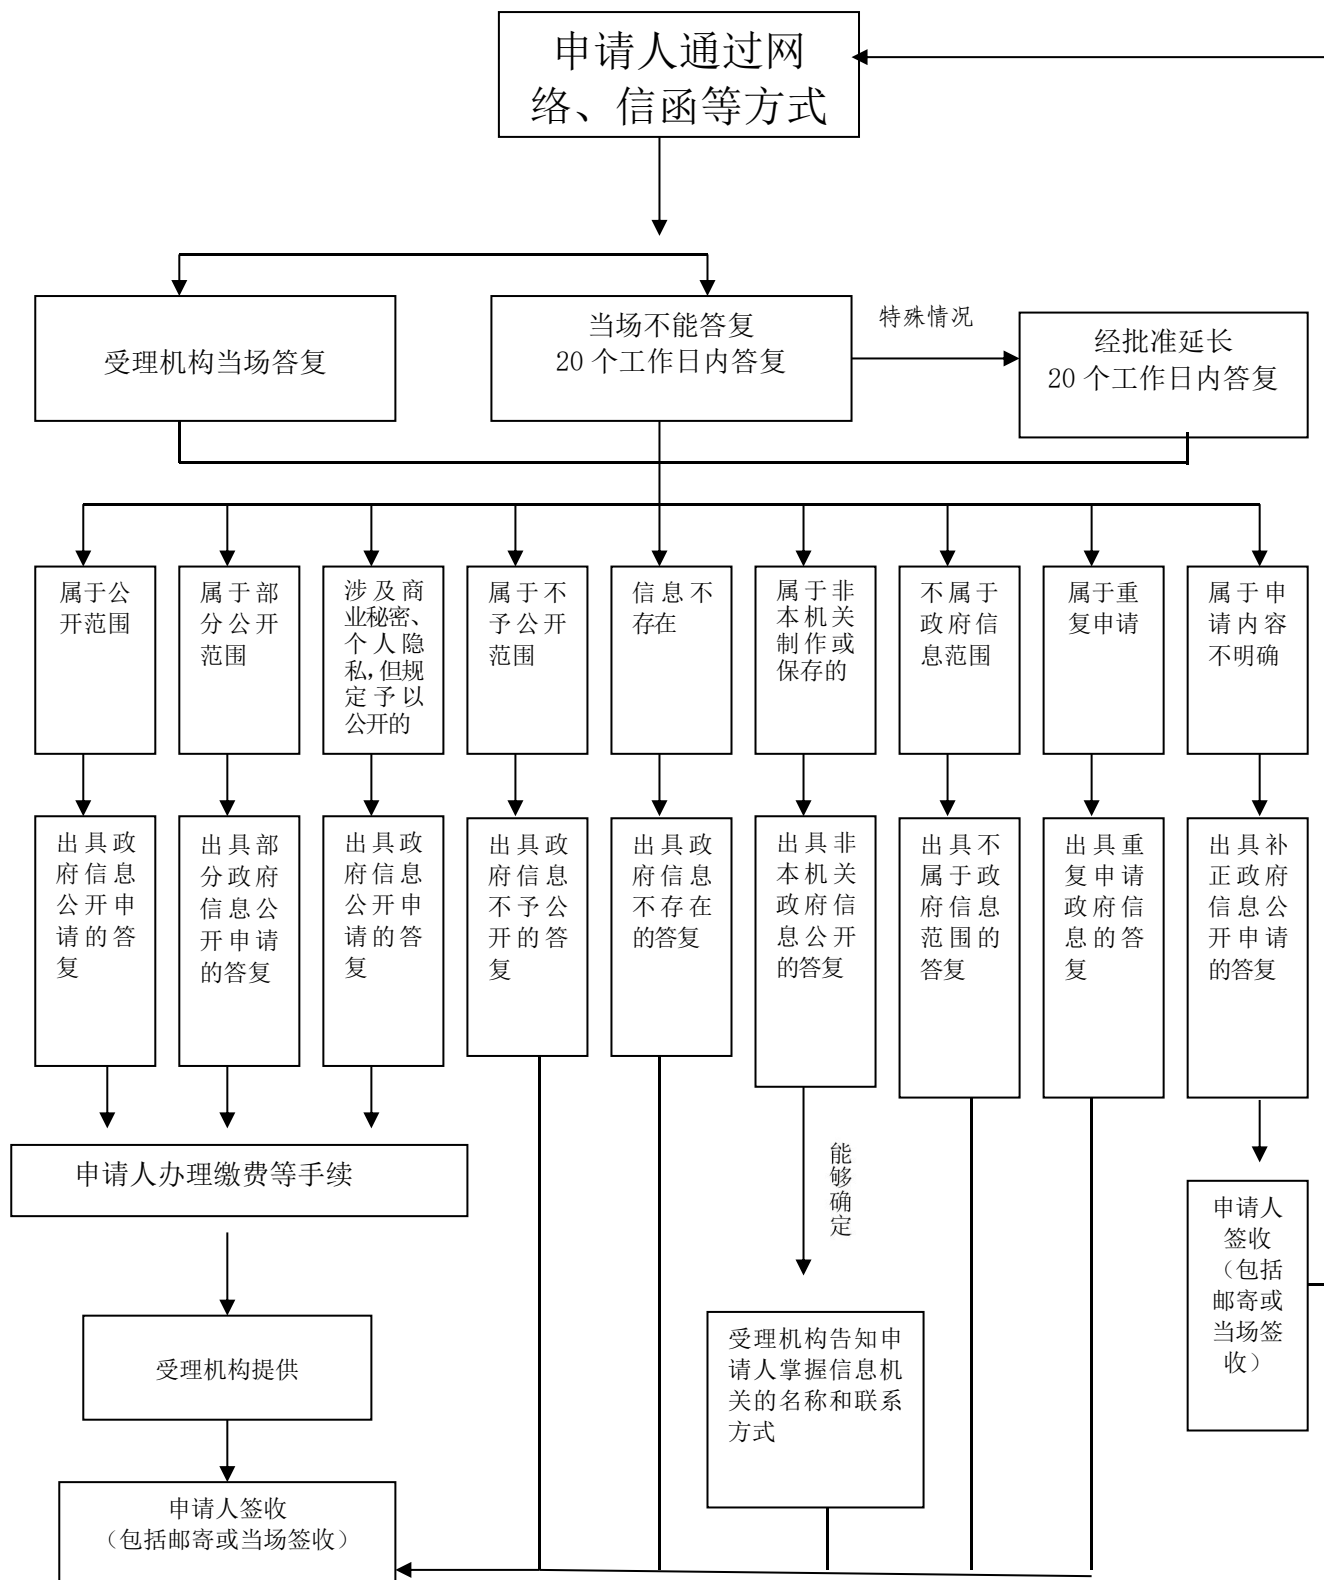 申请人通过网
络、信函等方式
受理机构当场答复
当场不能答复
20 个工作日内答复
特殊情况
经批准延长
20 个工作日内答复
属于公
开范围
属于部
分公开
范围
涉及商
业秘密、
个人隐
私,但规
定予以
公开的
属于不
予公开
范围
信息不
存在
属于非
本机关
制作或
保存的
不属于
政府信
息范围
属于重
复申请
属于申
请内容
不明确
出具政
府信息
公开申
请的答
复
出具部
分政府
信息公
开申请
的答复
出具政
府信息
公开申
请的答
复
出具政
府信息
不予公
开的答
复
出具政
府信息
不存在
的答复
出具非
本机关
政府信
息公开
的答复
出具不
属于政
府信息
范围的
答复
出具重
复申请
政府信
息的答
复
出具补
正政府
信息公
开申请
的答复
申请人办理缴费等手续
能
够
确
定
申请人
签收
（包括
邮寄或
当场签
收）
受理机构提供
受理机构告知申
请人掌握信息机
关的名称和联系
方式
申请人签收
（包括邮寄或当场签收）